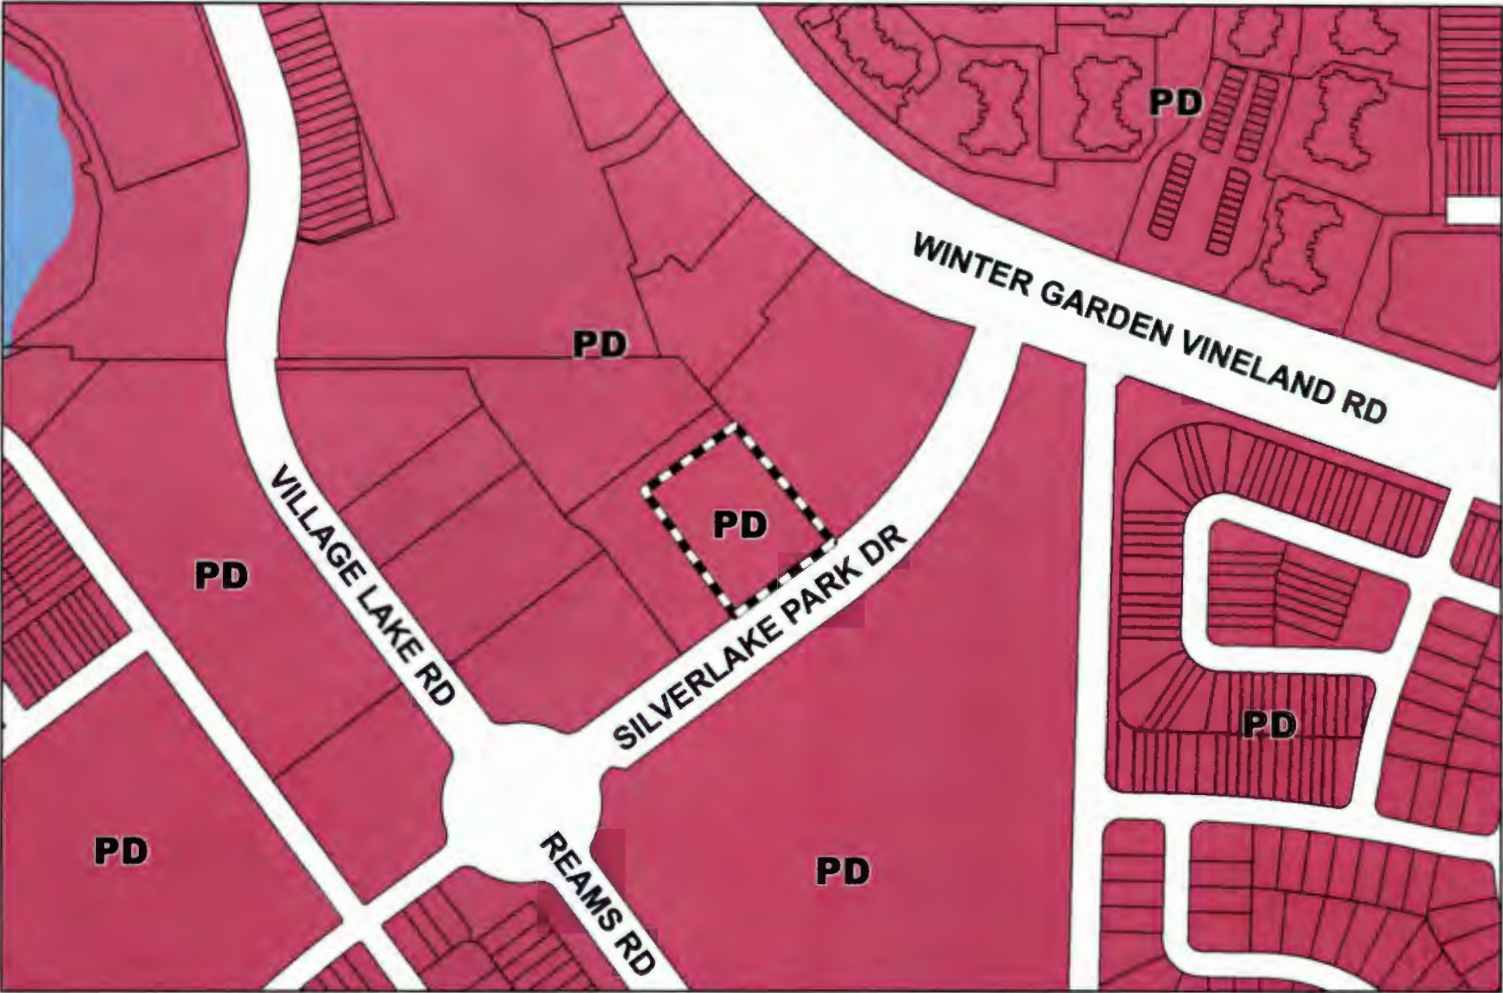 PD
WINTER GARDEN VINELAND RD
PD
PD
VILLAGE LAKE RD
PD
SILVERLAKE PARK DR
PD
PD
PD
REAMS RD